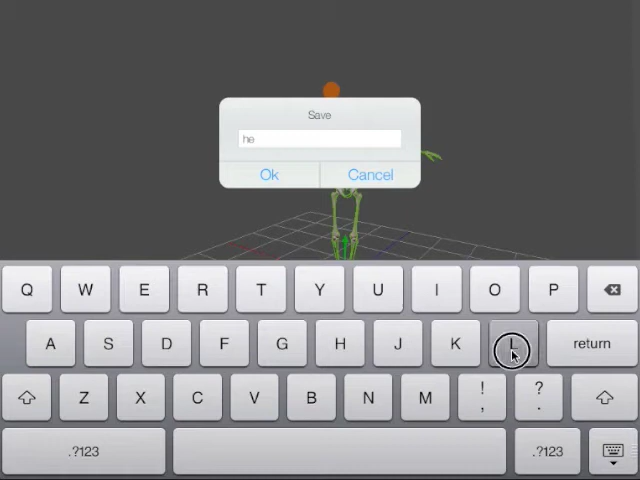 Save
he
Ok Cancel
Q W E R T Y U I O P
A S D F G H J K L return
! ?
Z X C V B N M , .
.?123 .?123